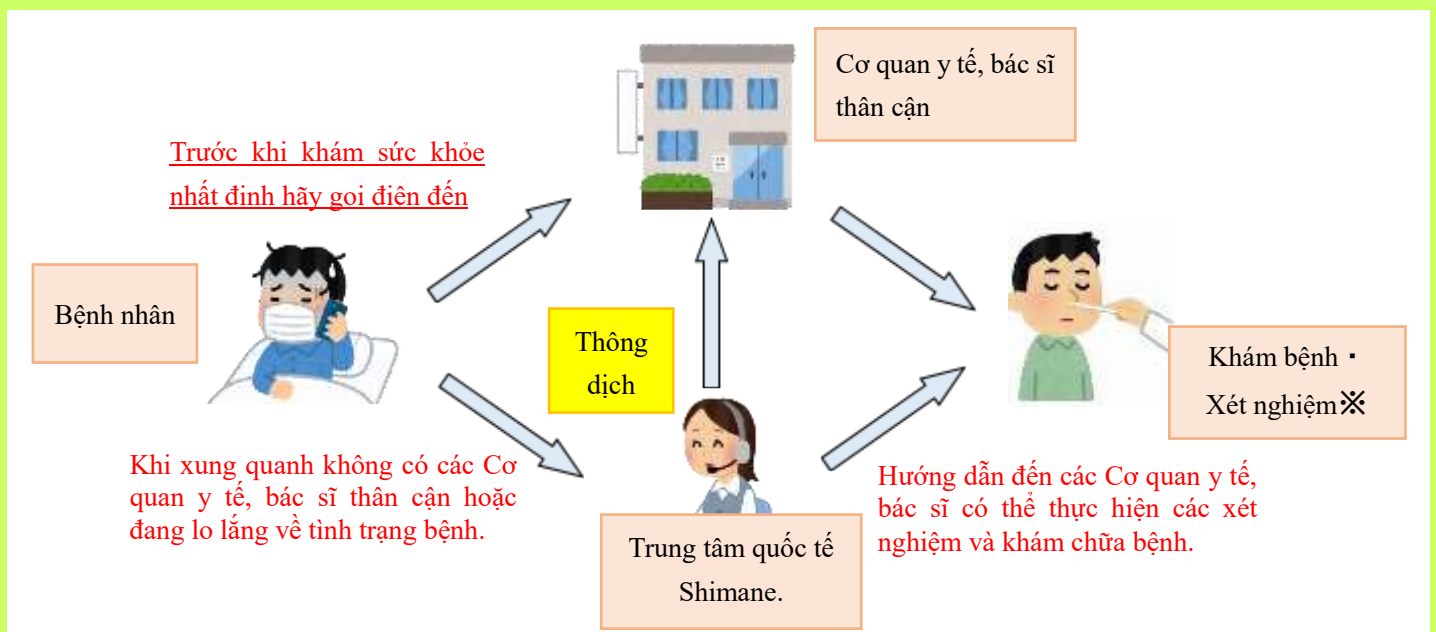 Cơ quan y tế, bác sĩ
thân cận
Trước khi khám sức khỏe
nhất đinh hãy goi điên đến
Bệnh nhân
Thông
dịch
Khám bệnh・
Xét nghiệm※
Khi xung quanh không có các Cơ
quan y tế, bác sĩ thân cận hoặc
đang lo lắng về tình trạng bệnh.
Hướng dẫn đến các Cơ quan y tế,
bác sĩ có thể thực hiện các xét
nghiệm và khám chữa bệnh.
Trung tâm quốc tế
Shimane.